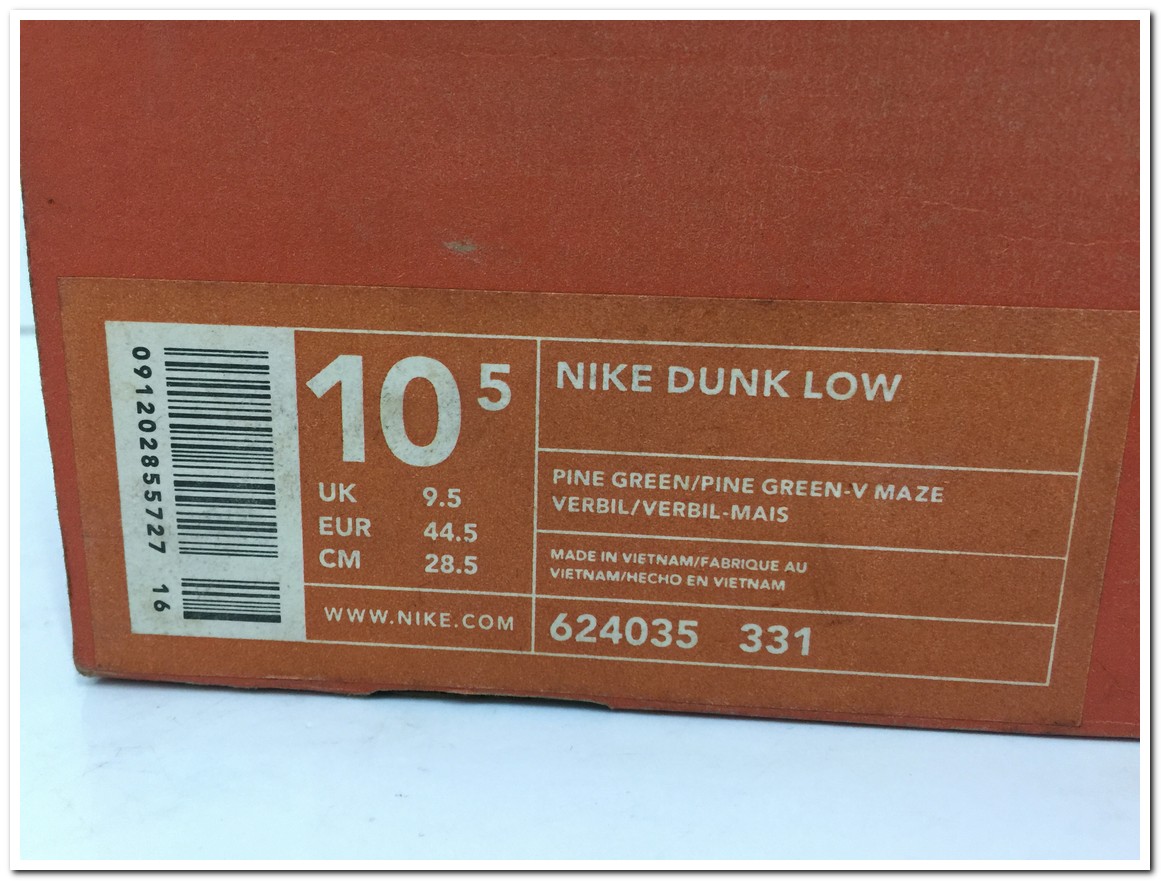 091202855727 16
10 5
UK 9.5
EUR 44.5
CM 28.5
WWW.NIKE.COM
NIKE DUNK LOW
PINE GREEN/PINE GREEN-V MAZE
VERBIL/VERBIL-MAIS
MADE IN VIETNAM/FABRIQUE AU
VIETNAM/HECHO EN VIETNAM
624035 331